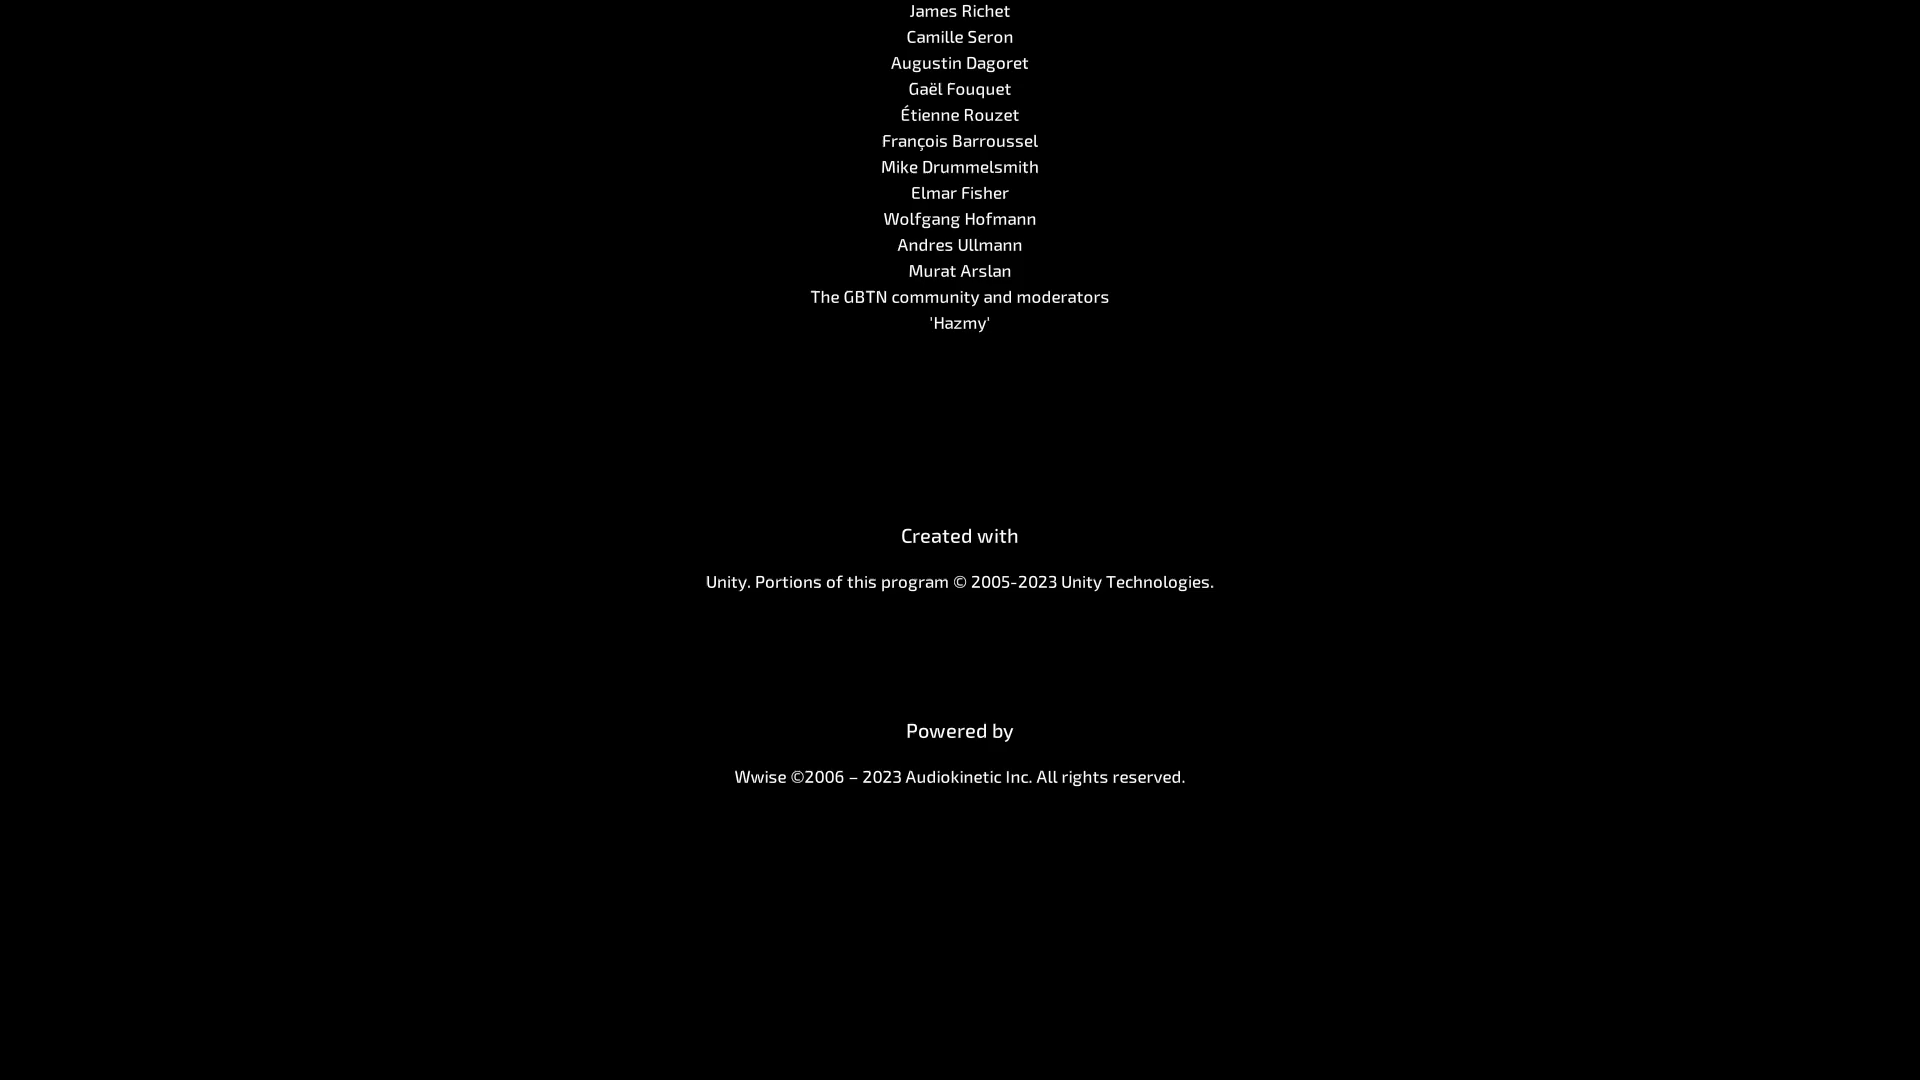 James Richet
Camille Seron
Augustin Dagoret
Gaël Fouquet
Étienne Rouzet
François Barroussel
Mike Drummelsmith
Elmar Fisher
Wolfgang Hofmann
Andres Ullmann
Murat Arslan
The GBTN community and moderators
'Hazmy'
Created with
Unity. Portions of this program © 2005-2023 Unity Technologies.
Powered by
Wwise ©2006 – 2023 Audiokinetic Inc. All rights reserved.